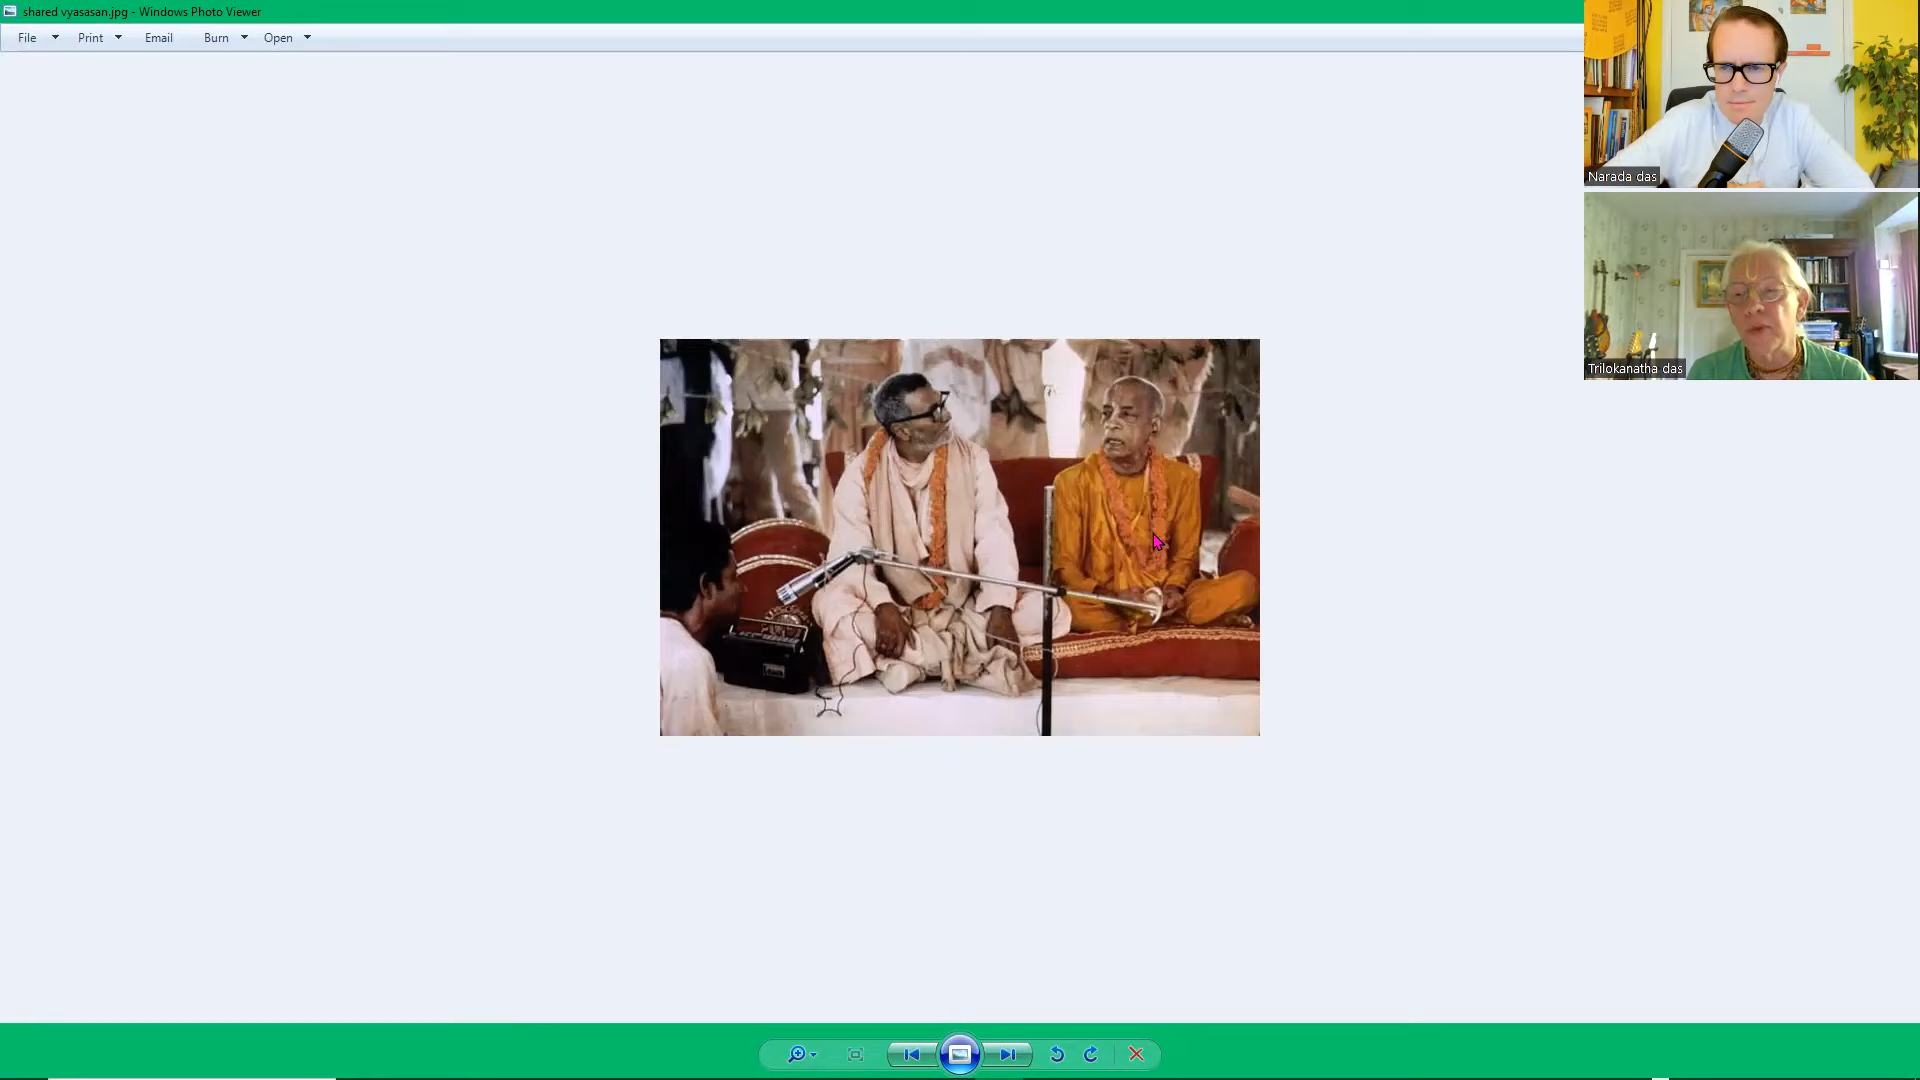 shared vyasasan.jpg - Windows Photo Viewer
File Print Email Burn Open
Narada das
Trilokanatha das